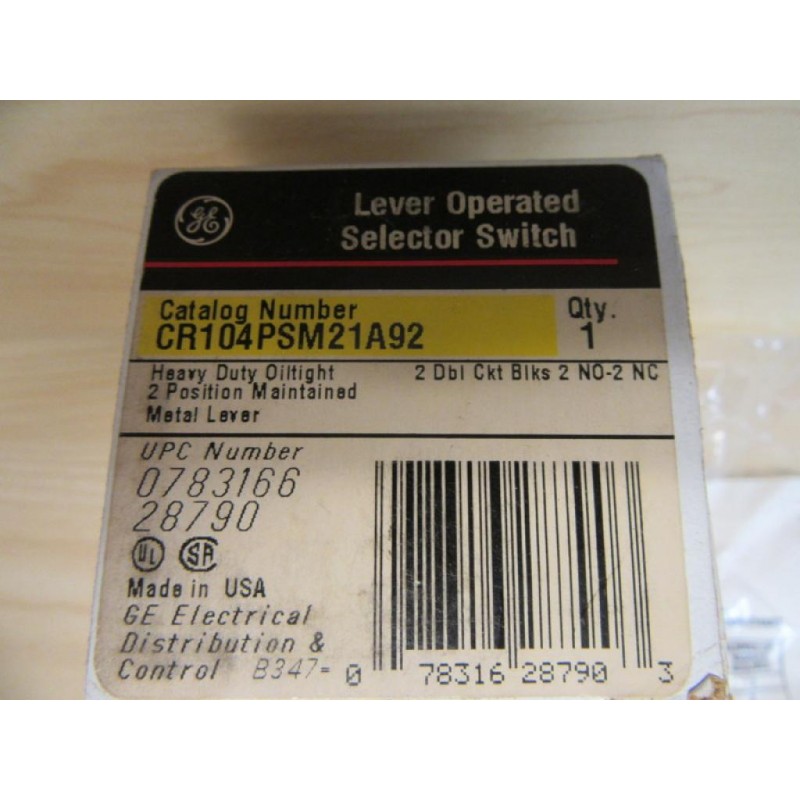 GE
Lever Operated
Selector Switch
Catalog Number
CR104PSM21A92
Qty.
1
Heavy Duty Oiltight
2 Position Maintained
Metal Lever
2 Dbl Ckt Blks 2 NO-2 NC
UPC Number
0783166
28790
UL SA
Made in USA
GE Electrical
Distribution &
Control B347-
0 78316 28790 3